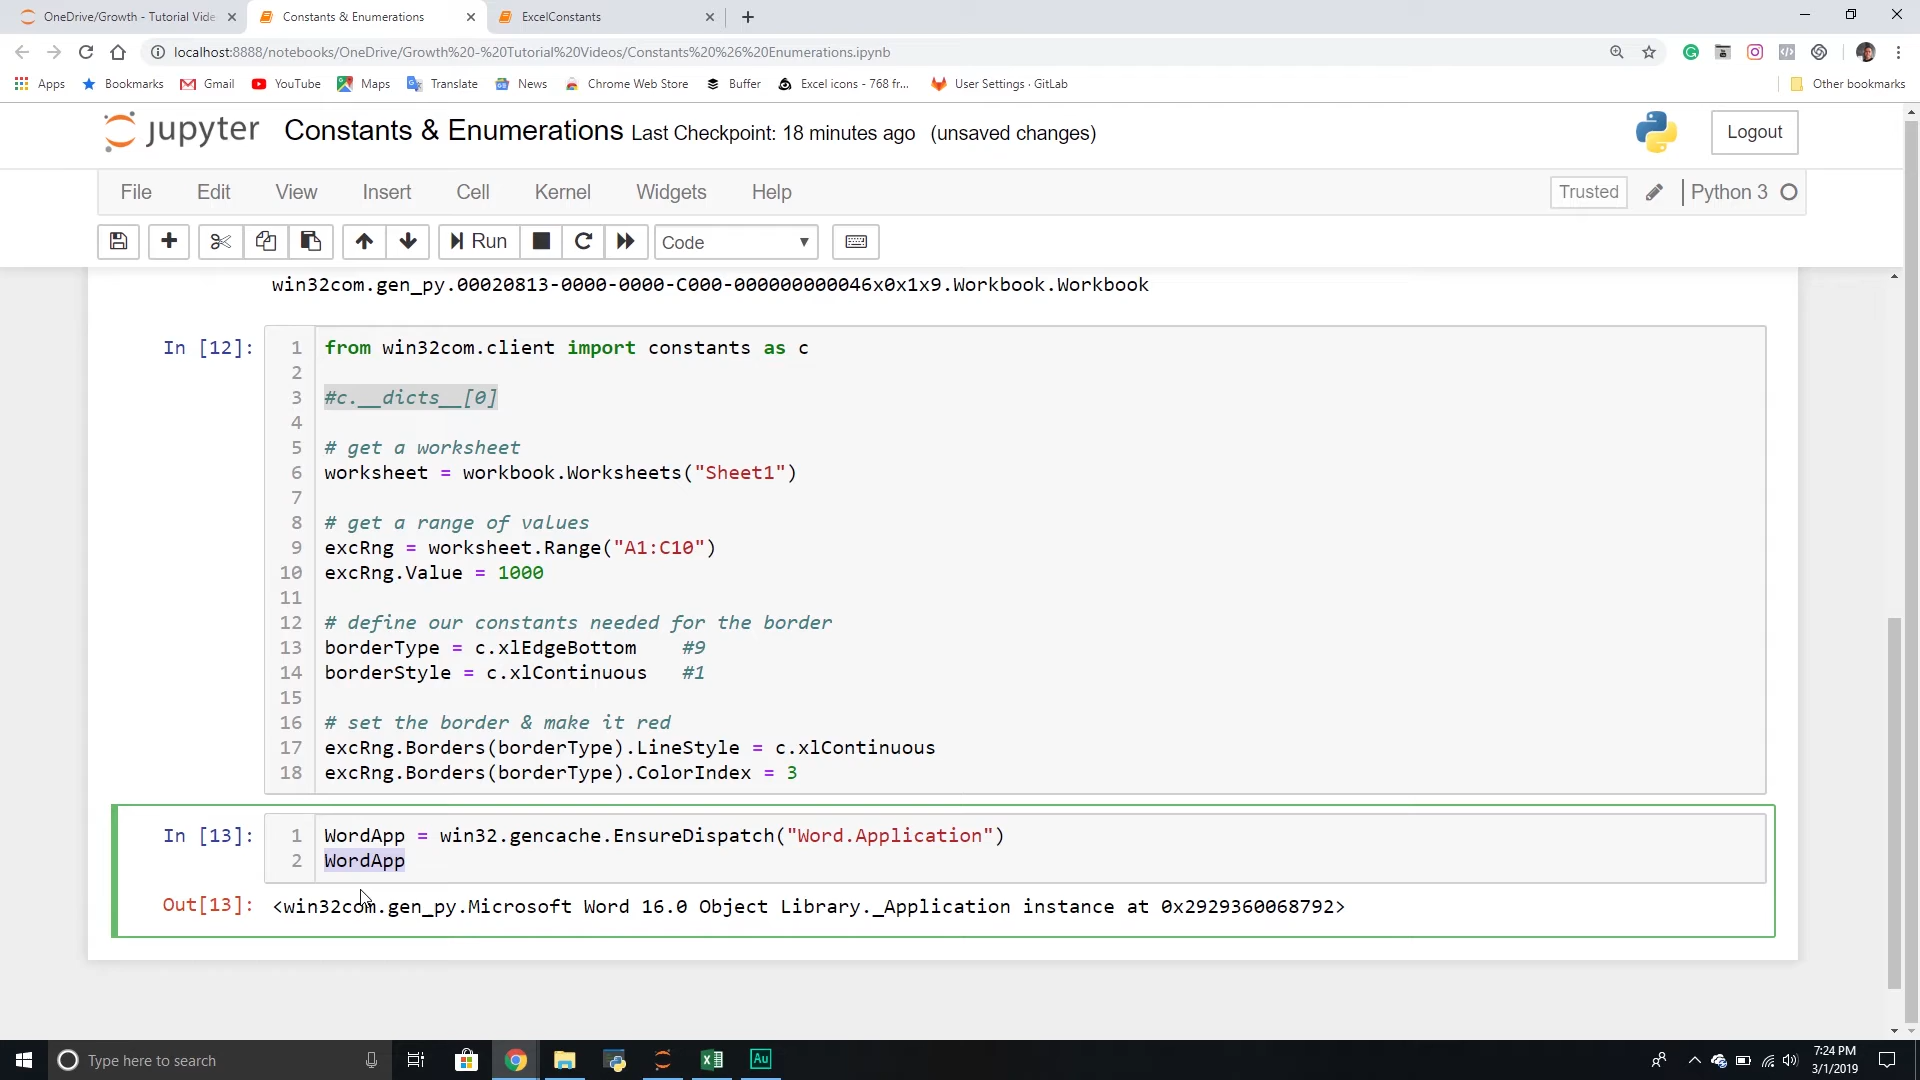 OneDrive/Growth - Tutorial Vide
Constants & Enumerations
ExcelConstants
localhost:8888/notebooks/OneDrive/Growth%20-%20Tutorial%20Videos/Constants%20%26%20Enumerations.ipynb
Apps Bookmarks Gmail YouTube Maps Translate News Chrome Web Store Buffer Excel icons - 768 fr... User Settings · GitLab Other bookmarks
jupyter Constants & Enumerations Last Checkpoint: 18 minutes ago (unsaved changes) Logout
File Edit View Insert Cell Kernel Widgets Help Trusted Python 3
Run Code
win32com.gen_py.00020813-0000-0000-C000-000000000046x0x1x9.Workbook.Workbook
In [12]: 1 from win32com.client import constants as c
2
3 #c.__dicts__[0]
4
5 # get a worksheet
6 worksheet = workbook.Worksheets("Sheet1")
7
8 # get a range of values
9 excRng = worksheet.Range("A1:C10")
10 excRng.Value = 1000
11
12 # define our constants needed for the border
13 borderType = c.xlEdgeBottom    #9
14 borderStyle = c.xlContinuous   #1
15
16 # set the border & make it red
17 excRng.Borders(borderType).LineStyle = c.xlContinuous
18 excRng.Borders(borderType).ColorIndex = 3
In [13]: 1 WordApp = win32.gencache.EnsureDispatch("Word.Application")
2 WordApp
Out[13]: <win32com.gen_py.Microsoft Word 16.0 Object Library._Application instance at 0x2929360068792>
Type here to search
Au
7:24 PM
3/1/2019